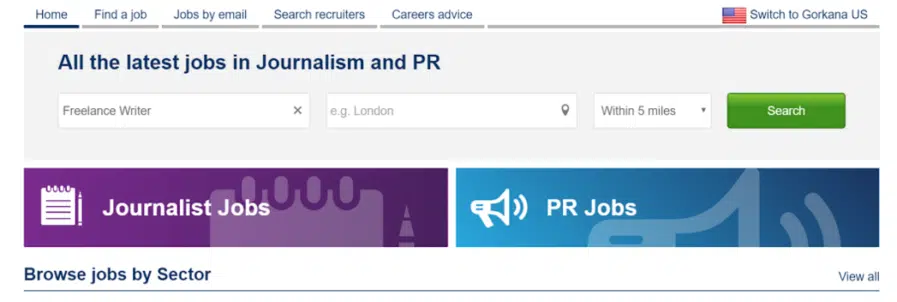 Home Find a job Jobs by email Search recruiters Careers advice Switch to Gorkana US
All the latest jobs in Journalism and PR
Freelance Writer × e.g. London Within 5 miles Search
Journalist Jobs PR Jobs
Browse jobs by Sector View all